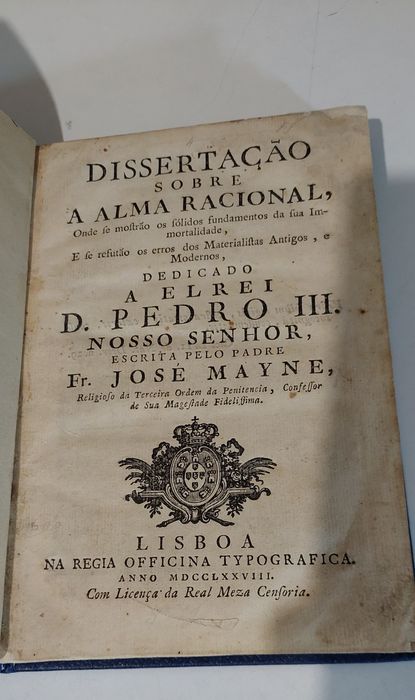 DISSERTAÇÃO
SOBRE
A ALMA RACIONAL,
Onde se mostrão os sólidos fundamentos da sua Im-
mortalidade,
E se refutão os erros dos Materialiſtas Antigos, e
Modernos,
DEDICADO
A ELREI
D. PEDRO III.
NOSSO SENHOR,
ESCRITA PELO PADRE
Fr. JOSÉ MAYNE,
Religioſo da Terceira Ordem da Penitencia, Confeſſor
de Sua Mageſtade Fideliſſima.
LISBOA
NA REGIA OFFICINA TYPOGRAFICA.
ANNO MDCCLXXVIII.
Com Licença da Real Meza Cenſoria.